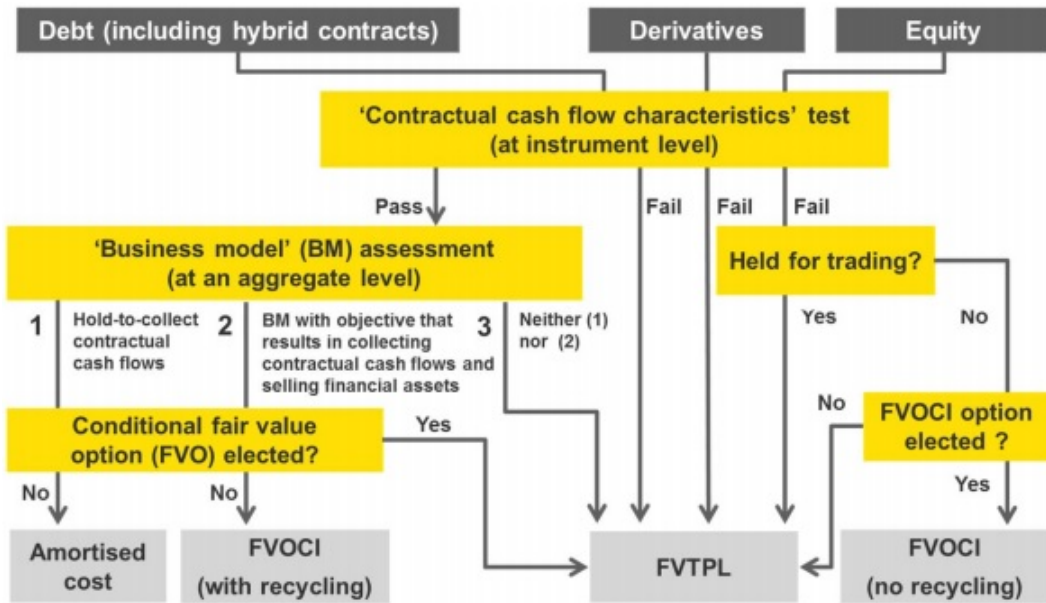 Debt (including hybrid contracts)
Derivatives
Equity
‘Contractual cash flow characteristics’ test
(at instrument level)
Pass
Fail
Fail
Fail
‘Business model’ (BM) assessment
(at an aggregate level)
Held for trading?
1
Hold-to-collect
contractual
cash flows
2
BM with objective that
results in collecting
contractual cash flows and
selling financial assets
3
Neither (1)
nor (2)
Yes
No
Conditional fair value
option (FVO) elected?
Yes
No
FVOCI option
elected ?
No
No
Yes
Amortised
cost
FVOCI
(with recycling)
FVTPL
FVOCI
(no recycling)